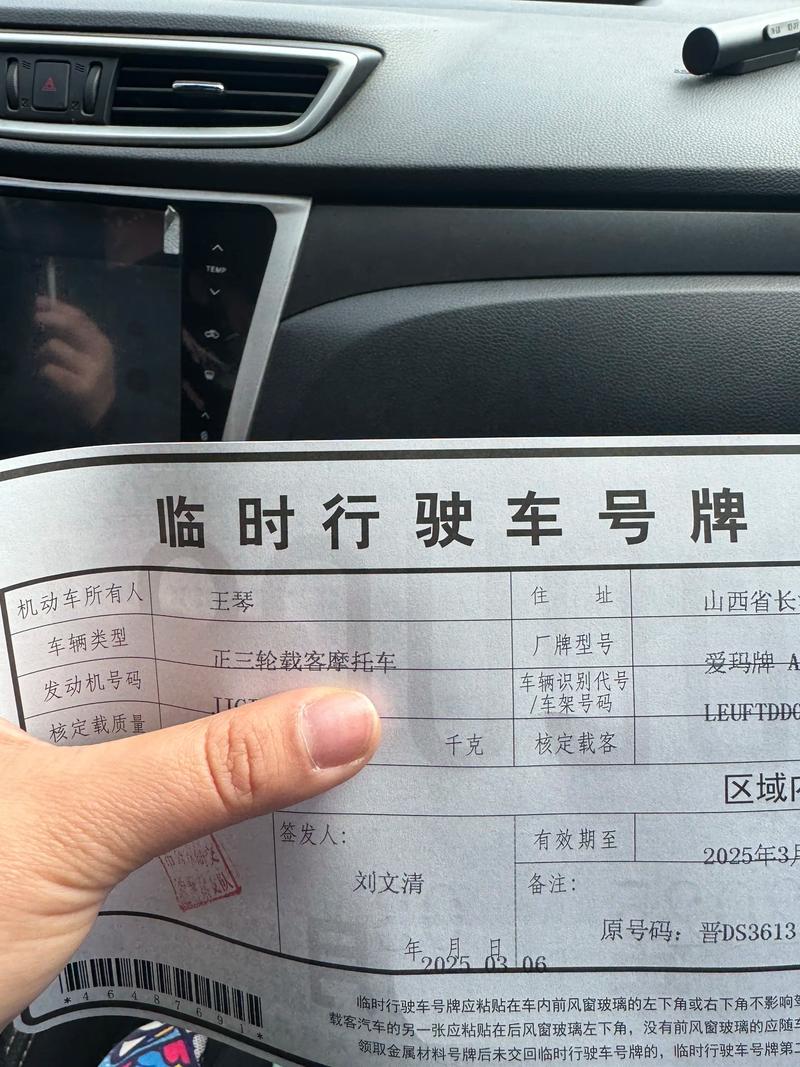 TEMP
临时行驶车号牌
机动车所有人 王琴 住 址 山西省长
车辆类型 正三轮载客摩托车 厂牌型号 爱玛牌 A
发动机号码 车辆识别代号/车架号码 LEUFTDD
核定载质量 千克 核定载客
区域
签发人： 有效期至 2025年3月
刘文清 备注：
原号码：晋DS3613
年 月 日
2025 03 06
*4648769 1*
临时行驶车号牌应粘贴在车内前风窗玻璃的左下角或右下角不影响
载客汽车的另一张应粘贴在后风窗玻璃左下角，没有前风窗玻璃的应随
领取金属材料号牌后未交回临时行驶车号牌的，临时行驶车号牌第二